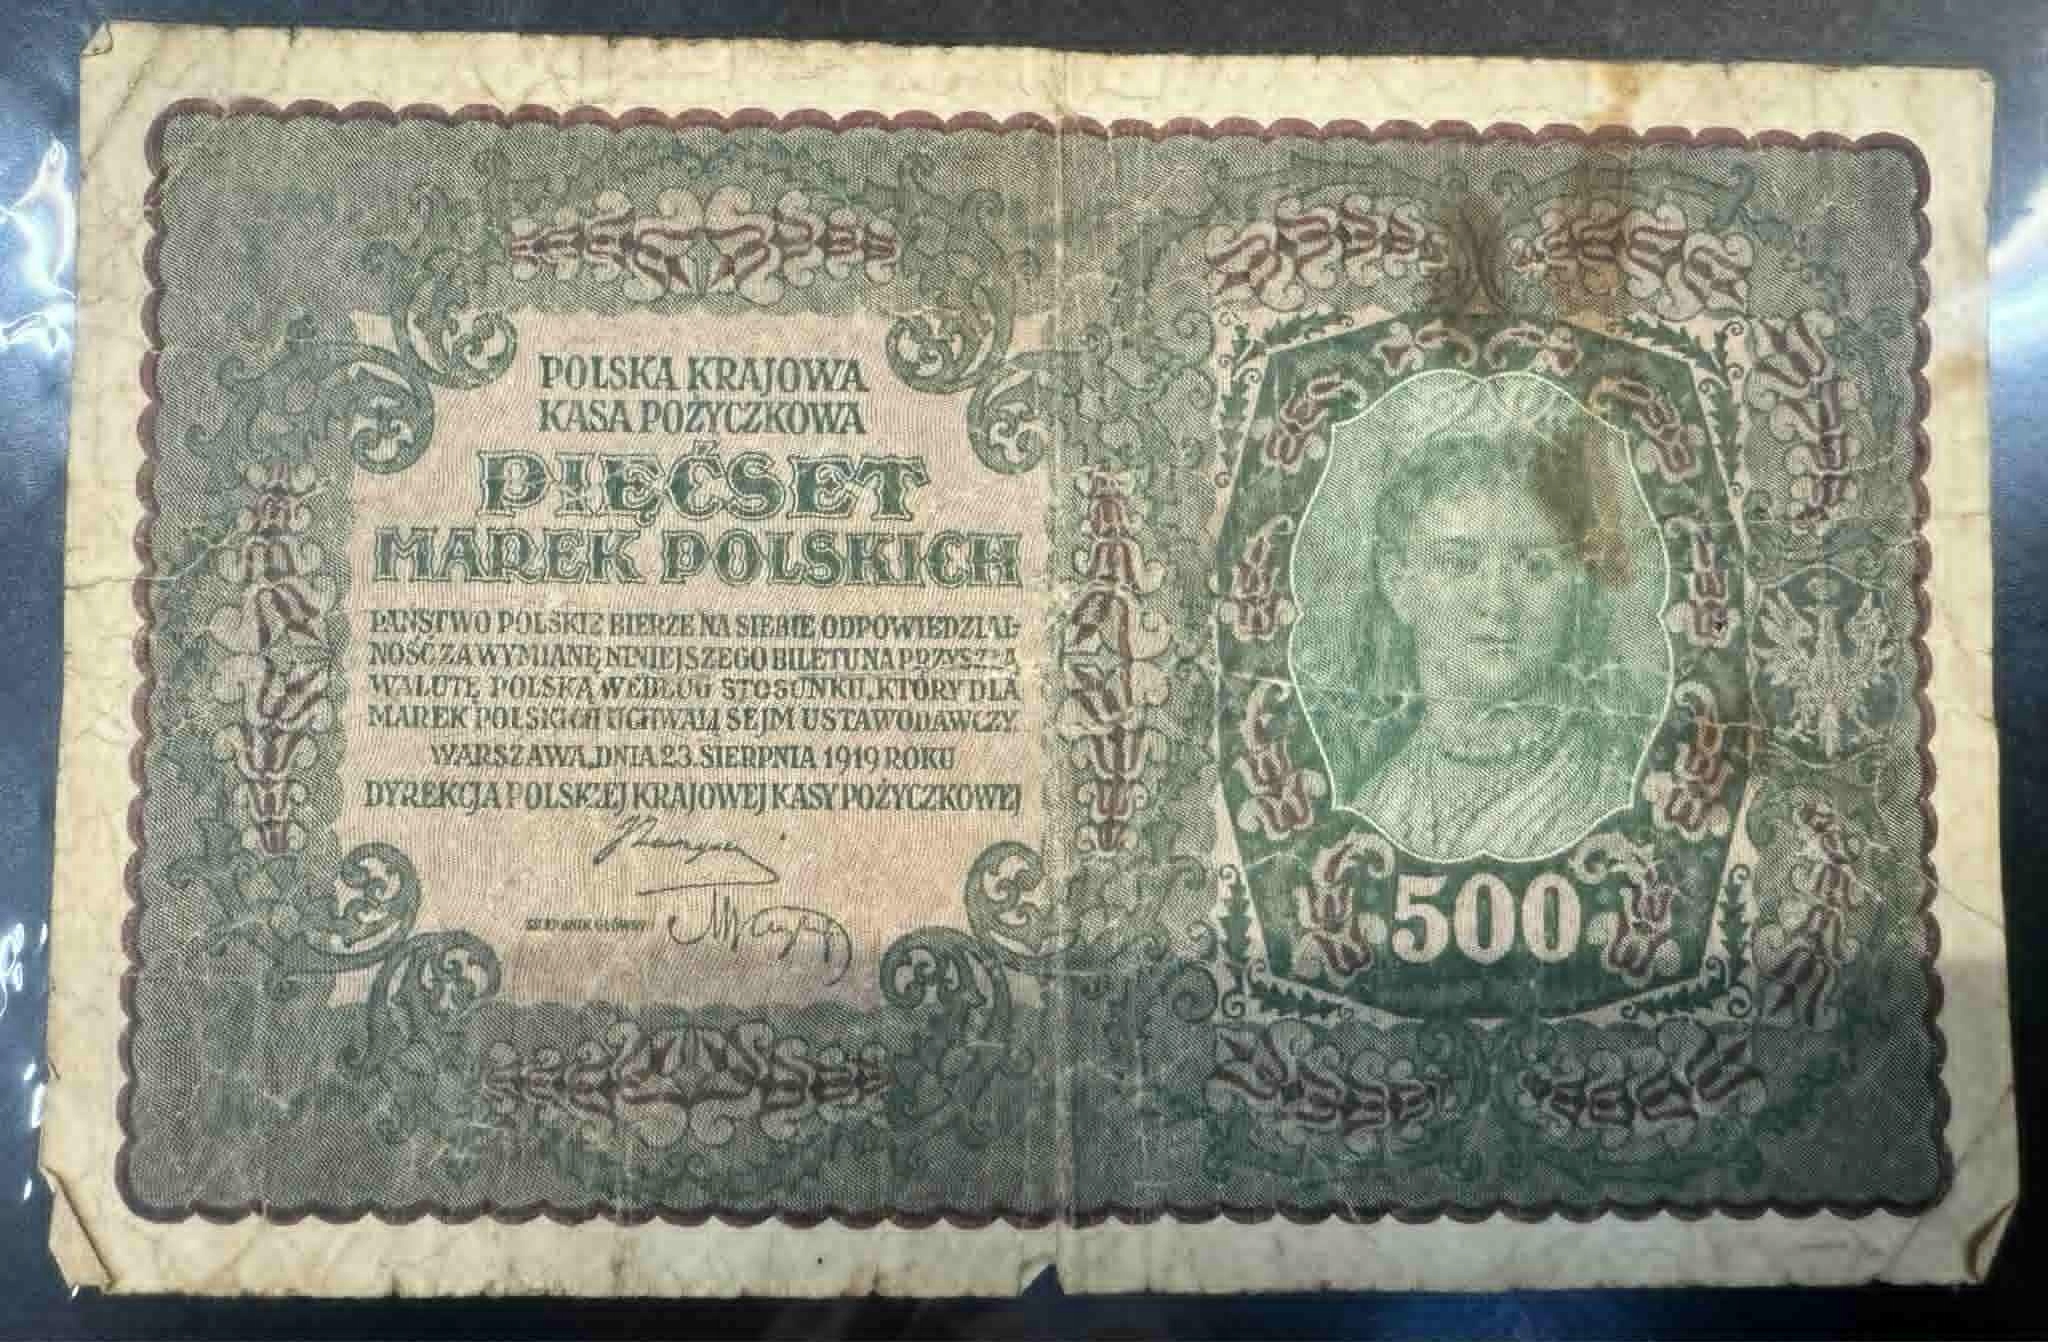 POLSKA KRAJOWA
KASA POŻYCZKOWA
PIĘĆSET
MAREK POLSKICH
PAŃSTWO POLSKIE BIERZE NA SIEBIE ODPOWIEDZIAL-
NOŚĆ ZA WYMIANĘ NINIEJSZEGO BILETU NA PRZYSZŁĄ
WALUTĘ POLSKĄ WEDŁUG STOSUNKU, KTÓRY DLA
MAREK POLSKICH UCHWALI SEJM USTAWODAWCZY.
WARSZAWA, DNIA 23. SIERPNIA 1919 ROKU
DYREKCJA POLSKIEJ KRAJOWEJ KASY POŻYCZKOWEJ
SKARBNIK GŁÓWNY
500